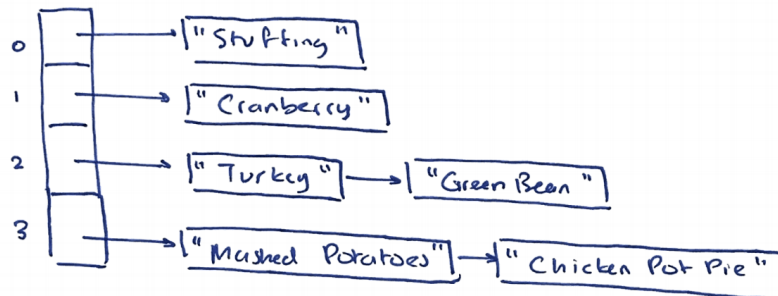 0 "Stuffing"
1 "Cranberry"
2 "Turkey" "Green Bean"
3 "Mashed Potatoes" "Chicken Pot Pie"